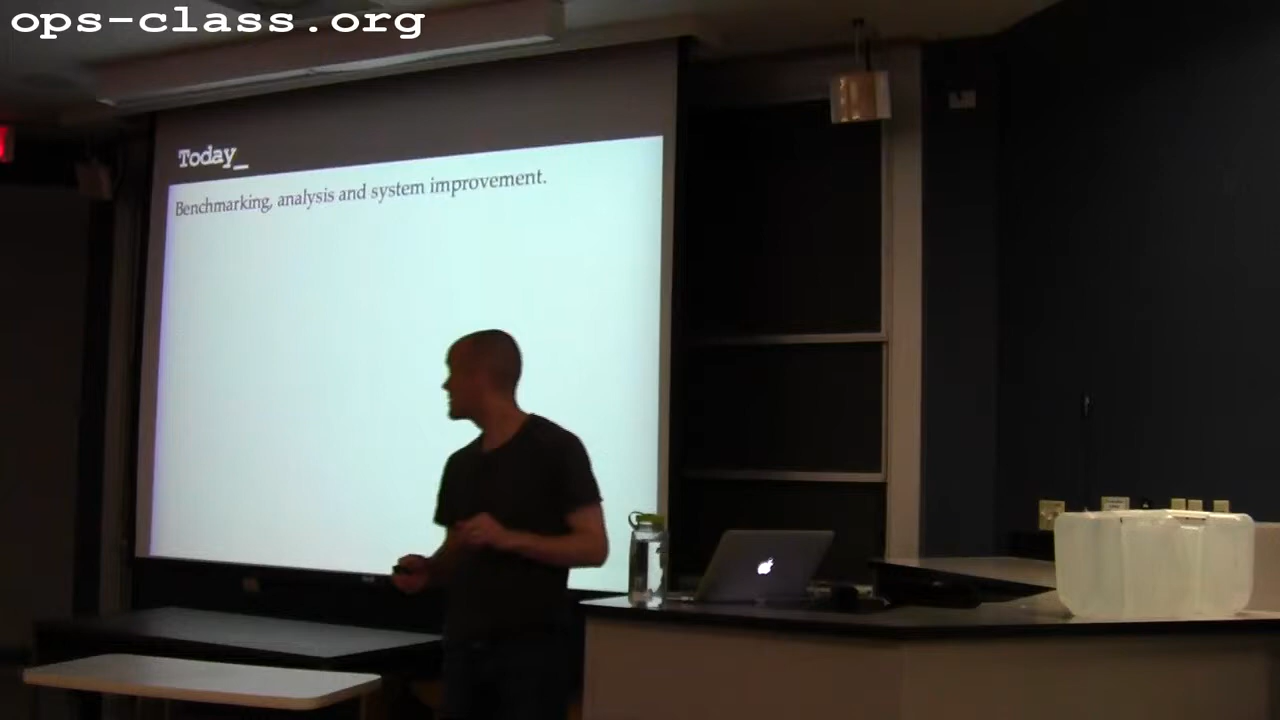 ops-class.org
Today_
Benchmarking, analysis and system improvement.